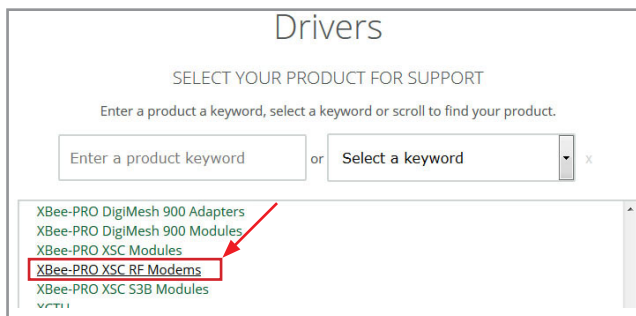 Drivers
SELECT YOUR PRODUCT FOR SUPPORT
Enter a product a keyword, select a keyword or scroll to find your product.
Enter a product keyword or Select a keyword x
XBee-PRO DigiMesh 900 Adapters
XBee-PRO DigiMesh 900 Modules
XBee-PRO XSC Modules
XBee-PRO XSC RF Modems
XBee-PRO XSC S3B Modules
XCTU